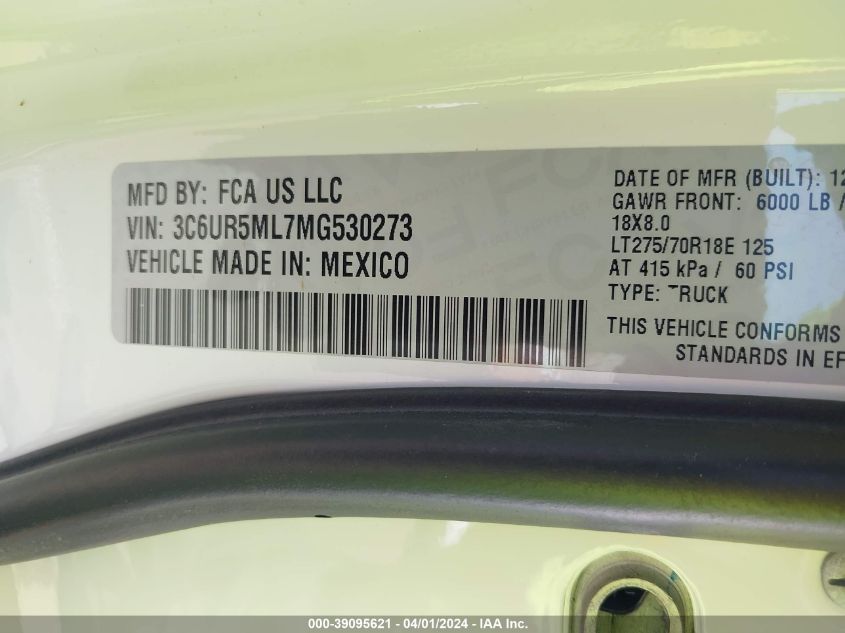 MFD BY: FCA US LLC
VIN: 3C6UR5ML7MG530273
VEHICLE MADE IN: MEXICO
DATE OF MFR (BUILT): 12
GAWR FRONT: 6000 LB /
18X8.0
LT275/70R18E 125
AT 415 kPa / 60 PSI
TYPE: TRUCK
THIS VEHICLE CONFORMS
STANDARDS IN EF
000-39095621 - 04/01/2024 - IAA Inc.